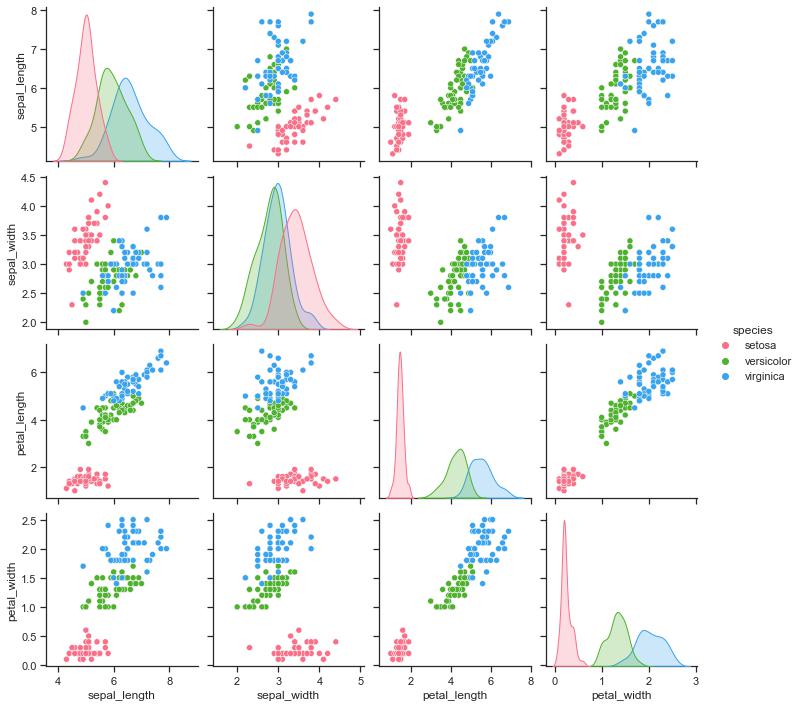 8
7
6
5
sepal_length
4.5
4.0
3.5
3.0
2.5
2.0
sepal_width
species
setosa
versicolor
virginica
6
4
2
petal_length
2.5
2.0
1.5
1.0
0.5
0.0
petal_width
4 6 8
2 3 4 5
2 4 6 8
0 1 2 3
sepal_length sepal_width petal_length petal_width